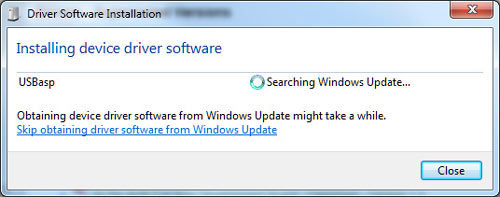 Driver Software Installation
Installing device driver software
USBasp Searching Windows Update...
Obtaining device driver software from Windows Update might take a while.
Skip obtaining driver software from Windows Update
Close